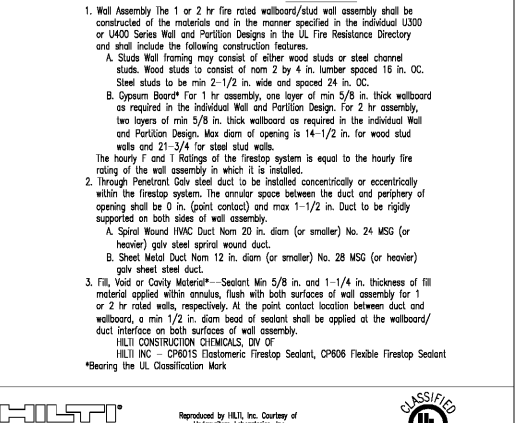 1. Wall Assembly The 1 or 2 hr fire rated wallboard/stud wall assembly shall be
constructed of the materials and in the manner specified in the individual U300
or U400 Series Wall and Partition Designs in the UL Fire Resistance Directory
and shall include the following construction features.
A. Studs Wall framing may consist of either wood studs or steel channel
studs. Wood studs to consist of nom 2 by 4 in. lumber spaced 16 in. OC.
Steel studs to be min 2-1/2 in. wide and spaced 24 in. OC.
B. Gypsum Board* For 1 hr assembly, one layer of min 5/8 in. thick wallboard
as required in the individual Wall and Partition Design. For 2 hr assembly,
two layers of min 5/8 in. thick wallboard as required in the individual Wall
and Partition Design. Max diam of opening is 14-1/2 in. for wood stud
walls and 21-3/4 for steel stud walls.
The hourly F and T Ratings of the firestop system is equal to the hourly fire
rating of the wall assembly in which it is installed.
2. Through Penetrant Galv steel duct to be installed concentrically or eccentrically
within the firestop system. The annular space between the duct and periphery of
opening shall be 0 in. (point contact) and max 1-1/2 in. Duct to be rigidly
supported on both sides of wall assembly.
A. Spiral Wound HVAC Duct Nom 20 in. diam (or smaller) No. 24 MSG (or
heavier) galv steel spriral wound duct.
B. Sheet Metal Duct Nom 12 in. diam (or smaller) No. 28 MSG (or heavier)
galv sheet steel duct.
3. Fill, Void or Cavity Material*--Sealant Min 5/8 in. and 1-1/4 in. thickness of fill
material applied within annulus, flush with both surfaces of wall assembly for 1
or 2 hr rated walls, respectively. At the point contact location between duct and
wallboard, a min 1/2 in. diam bead of sealant shall be applied at the wallboard/
duct interface on both surfaces of wall assembly.
HILTI CONSTRUCTION CHEMICALS, DIV OF
HILTI INC - CP601S Elastomeric Firestop Sealant, CP606 Flexible Firestop Sealant
*Bearing the UL Classification Mark
HILTI®
Reproduced by HILTI, Inc. Courtesy of
CLASSIFIED
UL